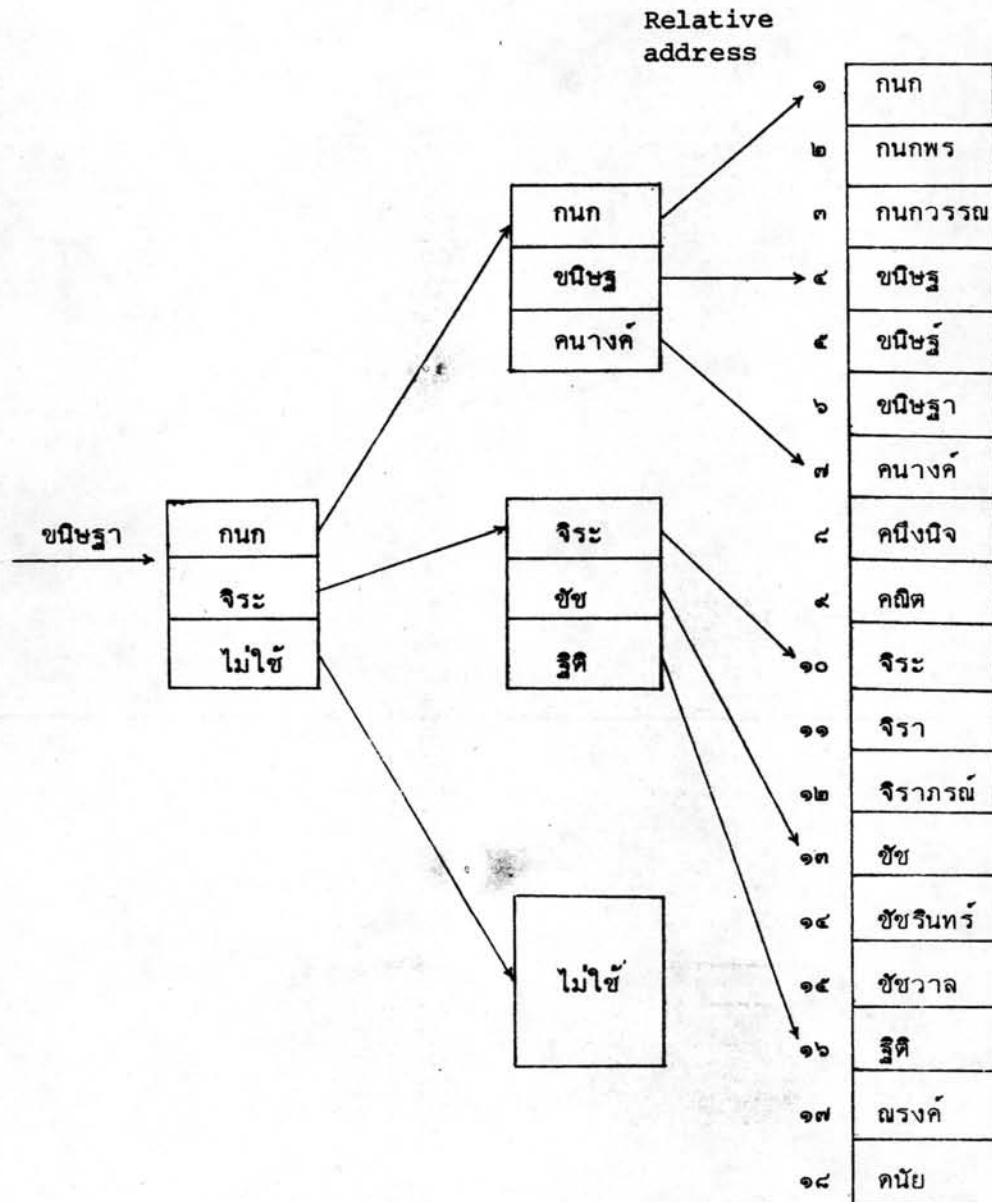 Relative
address
ขนิษฐา
กนก
จิระ
ไม่ใช้
กนก
ขนิษฐ
คนางค์
จิระ
ชัช
ฐิติ
ไม่ใช้
๑ กนก
๒ กนกพร
๓ กนกวรรณ
๔ ขนิษฐ
๕ ขนิษฐ์
๖ ขนิษฐา
๗ คนางค์
๘ คนึงนิจ
๙ คณิต
๑๐ จิระ
๑๑ จิรา
๑๒ จิราภรณ์
๑๓ ชัช
๑๔ ชัชรินทร์
๑๕ ชัชวาล
๑๖ ฐิติ
๑๗ ณรงค์
๑๘ ดนัย